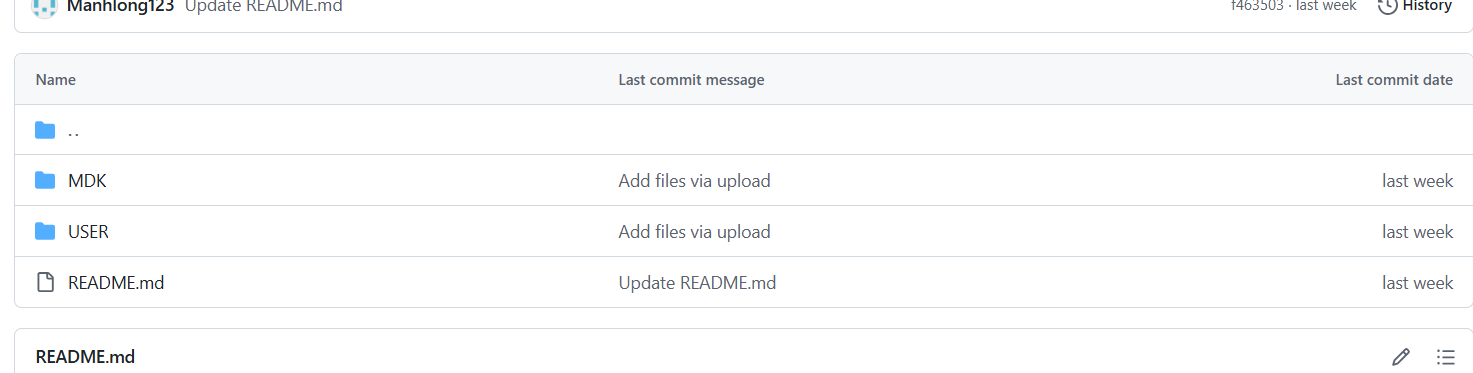 Manhlong123 Update README.md f463503 · last week History
Name Last commit message Last commit date
..
MDK Add files via upload last week
USER Add files via upload last week
README.md Update README.md last week
README.md